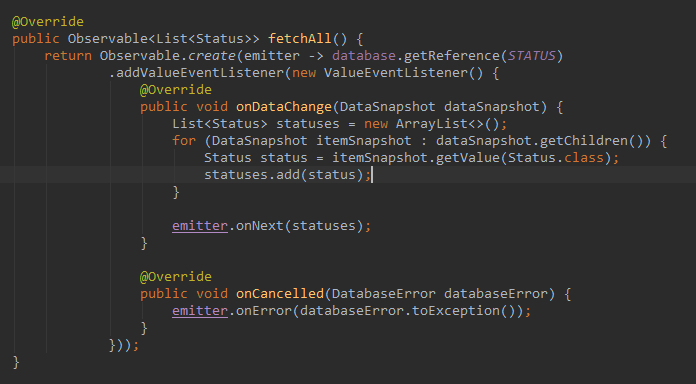 @Override
public Observable<List<Status>> fetchAll() {
    return Observable.create(emitter -> database.getReference(STATUS)
            .addValueEventListener(new ValueEventListener() {
                @Override
                public void onDataChange(DataSnapshot dataSnapshot) {
                    List<Status> statuses = new ArrayList<>();
                    for (DataSnapshot itemSnapshot : dataSnapshot.getChildren()) {
                        Status status = itemSnapshot.getValue(Status.class);
                        statuses.add(status);
                    }

                    emitter.onNext(statuses);
                }

                @Override
                public void onCancelled(DatabaseError databaseError) {
                    emitter.onError(databaseError.toException());
                }
            }));
}